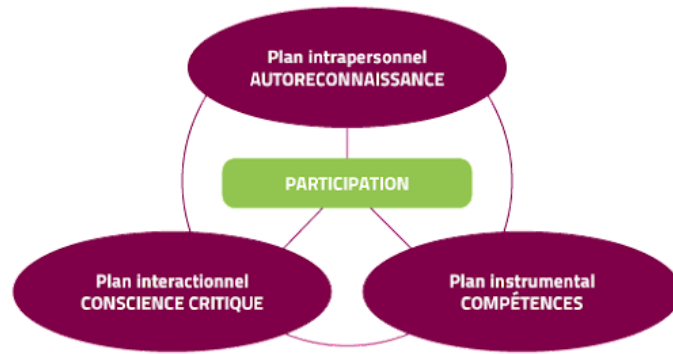 Plan intrapersonnel
AUTORECONNAISSANCE
PARTICIPATION
Plan interactionnel
CONSCIENCE CRITIQUE
Plan instrumental
COMPÉTENCES